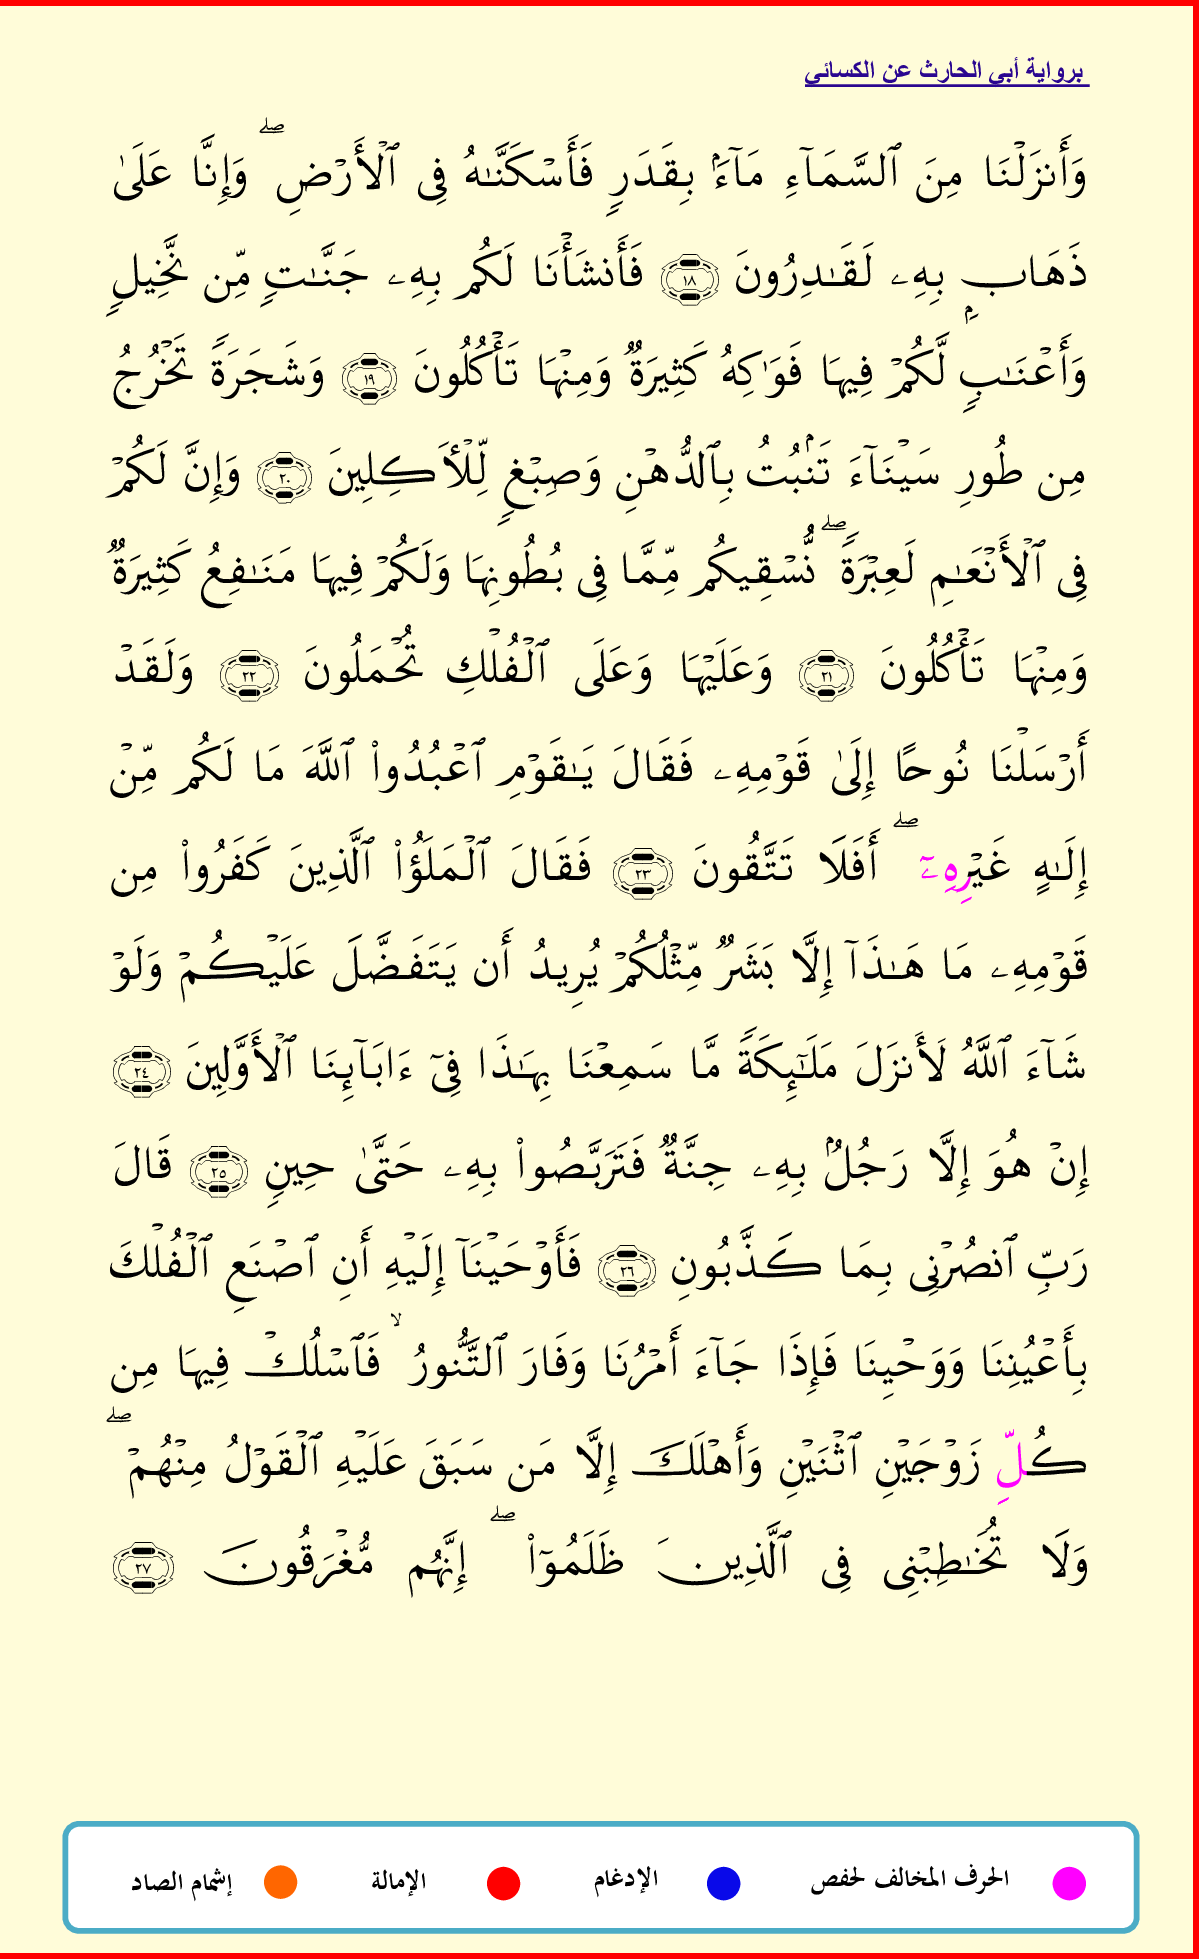 برواية أبي الحارث عن الكسائي
وَأَنزَلْنَا مِنَ ٱلسَّمَآءِ مَآءَۢ بِقَدَرٍ فَأَسْكَنَّـٰهُ فِى ٱلْأَرْضِ ۖ وَإِنَّا عَلَىٰ
ذَهَابٍۭ بِهِۦ لَقَـٰدِرُونَ ١٨ فَأَنشَأْنَا لَكُم بِهِۦ جَنَّـٰتٍ مِّن نَّخِيلٍ
وَأَعْنَـٰبٍ لَّكُمْ فِيهَا فَوَٰكِهُ كَثِيرَةٌ وَمِنْهَا تَأْكُلُونَ ١٩ وَشَجَرَةً تَخْرُجُ
مِن طُورِ سَيْنَآءَ تَنۢبُتُ بِٱلدُّهْنِ وَصِبْغٍ لِّلْأَكِلِينَ ٢٠ وَإِنَّ لَكُمْ
فِى ٱلْأَنْعَـٰمِ لَعِبْرَةً ۖ نُّسْقِيكُم مِّمَّا فِى بُطُونِهَا وَلَكُمْ فِيهَا مَنَـٰفِعُ كَثِيرَةٌ
وَمِنْهَا تَأْكُلُونَ ٢١ وَعَلَيْهَا وَعَلَى ٱلْفُلْكِ تُحْمَلُونَ ٢٢ وَلَقَدْ
أَرْسَلْنَا نُوحًا إِلَىٰ قَوْمِهِۦ فَقَالَ يَـٰقَوْمِ ٱعْبُدُوا۟ ٱللَّهَ مَا لَكُم مِّنْ
إِلَـٰهٍ غَيْرِهِۦٓ ۖ أَفَلَا تَتَّقُونَ ٢٣ فَقَالَ ٱلْمَلَؤُا۟ ٱلَّذِينَ كَفَرُوا۟ مِن
قَوْمِهِۦ مَا هَـٰذَآ إِلَّا بَشَرٌ مِّثْلُكُمْ يُرِيدُ أَن يَتَفَضَّلَ عَلَيْكُمْ وَلَوْ
شَآءَ ٱللَّهُ لَأَنزَلَ مَلَـٰٓئِكَةً مَّا سَمِعْنَا بِهَـٰذَا فِىٓ ءَابَآئِنَا ٱلْأَوَّلِينَ ٢٤
إِنْ هُوَ إِلَّا رَجُلٌۢ بِهِۦ جِنَّةٌ فَتَرَبَّصُوا۟ بِهِۦ حَتَّىٰ حِينٍ ٢٥ قَالَ
رَبِّ ٱنصُرْنِى بِمَا كَذَّبُونِ ٢٦ فَأَوْحَيْنَآ إِلَيْهِ أَنِ ٱصْنَعِ ٱلْفُلْكَ
بِأَعْيُنِنَا وَوَحْيِنَا فَإِذَا جَآءَ أَمْرُنَا وَفَارَ ٱلتَّنُّورُ ۙ فَٱسْلُكْ فِيهَا مِن
كُلِّ زَوْجَيْنِ ٱثْنَيْنِ وَأَهْلَكَ إِلَّا مَن سَبَقَ عَلَيْهِ ٱلْقَوْلُ مِنْهُمْ ۖ
وَلَا تُخَـٰطِبْنِى فِى ٱلَّذِينَ ظَلَمُوٓا۟ ۖ إِنَّهُم مُّغْرَقُونَ ٢٧
الحرف المخالف لحفص الإدغام الإمالة إشمام الصاد